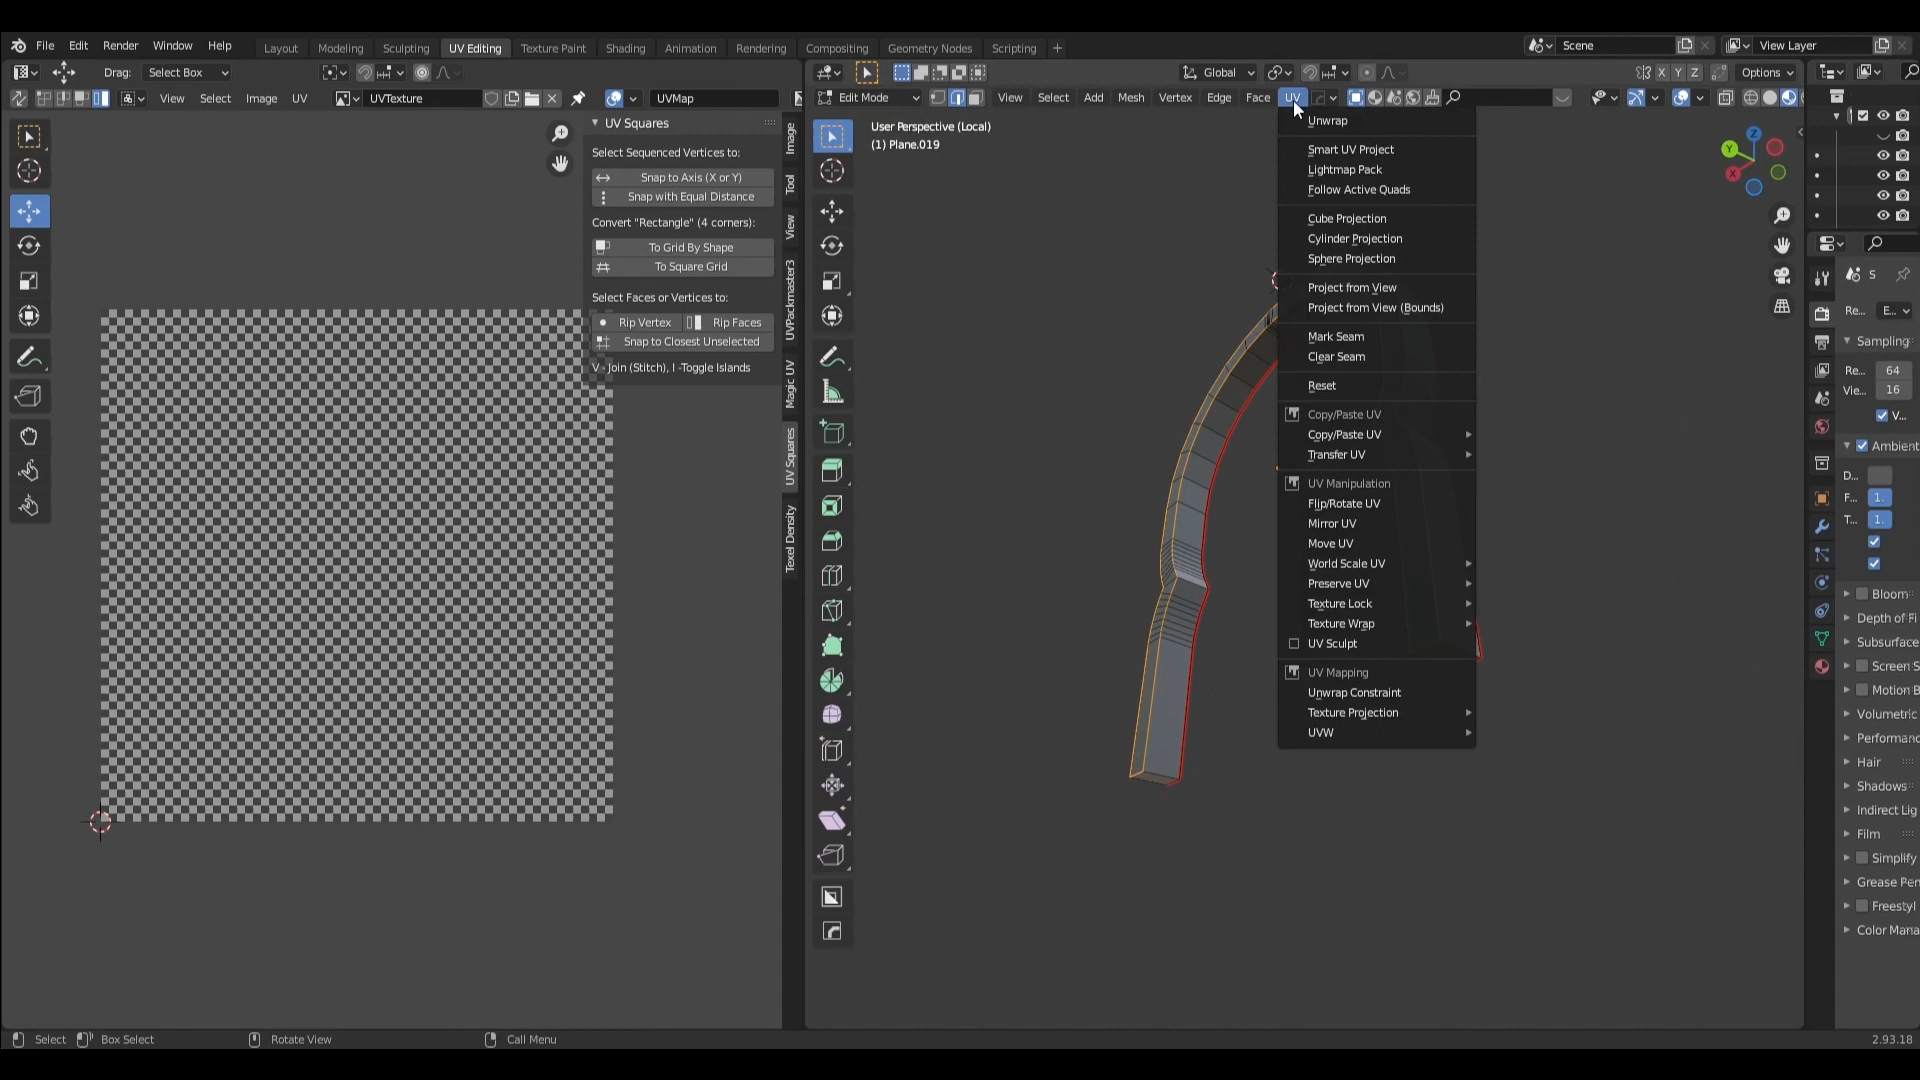 File Edit Render Window Help
Layout Modeling Sculpting UV Editing Texture Paint Shading Animation Rendering Compositing Geometry Nodes Scripting +
Scene
View Layer
Drag: Select Box
Global
X Y Z
Options
View Select Image UV
UVTexture
UVMap
Edit Mode
View Select Add Mesh Vertex Edge Face UV
UV Squares
Select Sequenced Vertices to:
Snap to Axis (X or Y)
Snap with Equal Distance
Convert "Rectangle" (4 corners):
To Grid By Shape
To Square Grid
Select Faces or Vertices to:
Rip Vertex
Rip Faces
Snap to Closest Unselected
V - Join (Stitch), I -Toggle Islands
Image
Tool
View
UVPackmaster3
Magic UV
UV Squares
Texel Density
User Perspective (Local)
(1) Plane.019
Unwrap
Smart UV Project
Lightmap Pack
Follow Active Quads
Cube Projection
Cylinder Projection
Sphere Projection
Project from View
Project from View (Bounds)
Mark Seam
Clear Seam
Reset
Copy/Paste UV
Copy/Paste UV
Transfer UV
UV Manipulation
Flip/Rotate UV
Mirror UV
Move UV
World Scale UV
Preserve UV
Texture Lock
Texture Wrap
UV Sculpt
UV Mapping
Unwrap Constraint
Texture Projection
UVW
Z
Y
X
S
Re... E...
Sampling
Re... 64
Vie... 16
V...
Ambient
D...
F... 1.
T... 1.
Bloom
Depth of Fi
Subsurface
Screen S
Motion B
Volumetric
Performanc
Hair
Shadows
Indirect Lig
Film
Simplify
Grease Pen
Freestyl
Color Mana
Select
Box Select
Rotate View
Call Menu
2.93.18